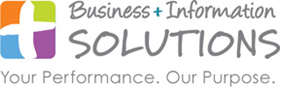 Business + Information
SOLUTIONS
Your Performance. Our Purpose.